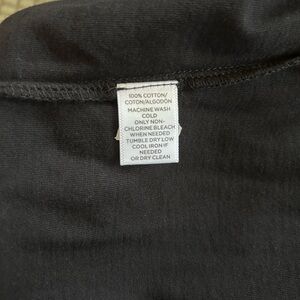 100% COTTON/
COTON/ALGODÓN
MACHINE WASH
COLD
ONLY NON-
CHLORINE BLEACH
WHEN NEEDED
TUMBLE DRY LOW
COOL IRON IF
NEEDED
OR DRY CLEAN